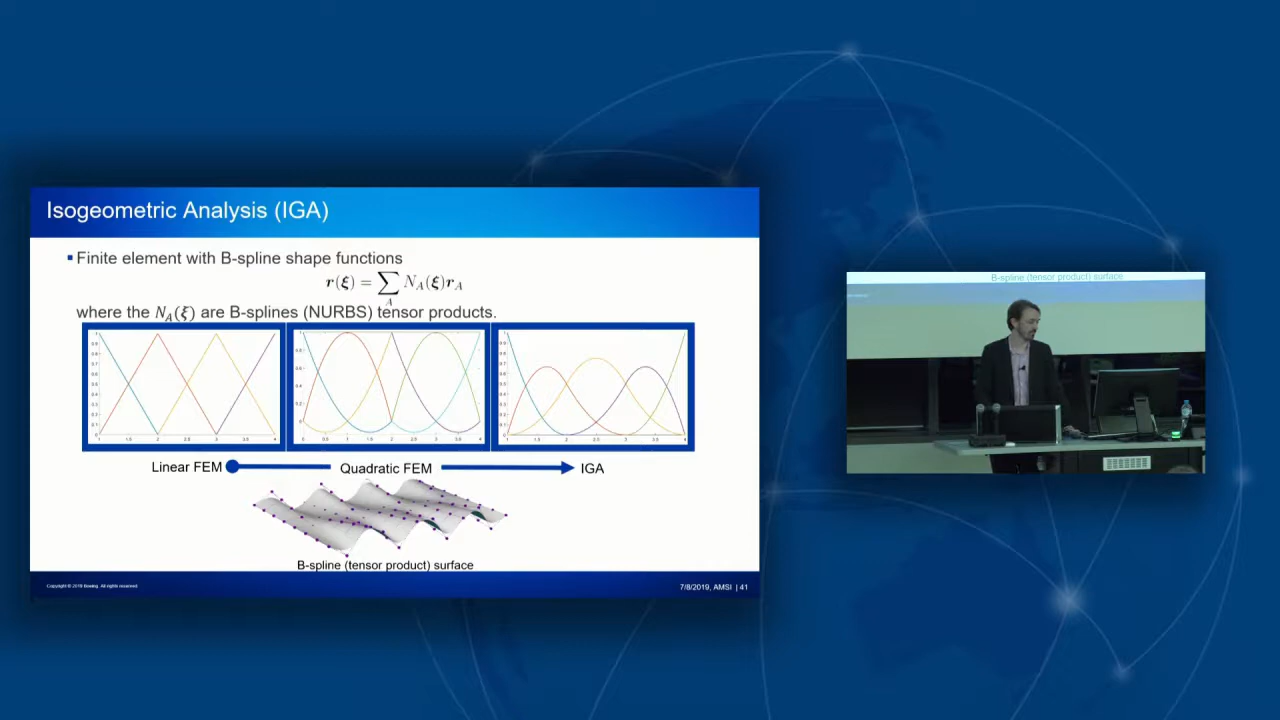 Isogeometric Analysis (IGA)
▪ Finite element with B-spline shape functions
r(ξ) = ∑_A N_A(ξ)r_A
where the N_A(ξ) are B-splines (NURBS) tensor products.
Linear FEM
Quadratic FEM
IGA
B-spline (tensor product) surface
Copyright © 2019 Boeing. All rights reserved.
7/8/2019, AMSI | 41
B-spline (tensor product) surface